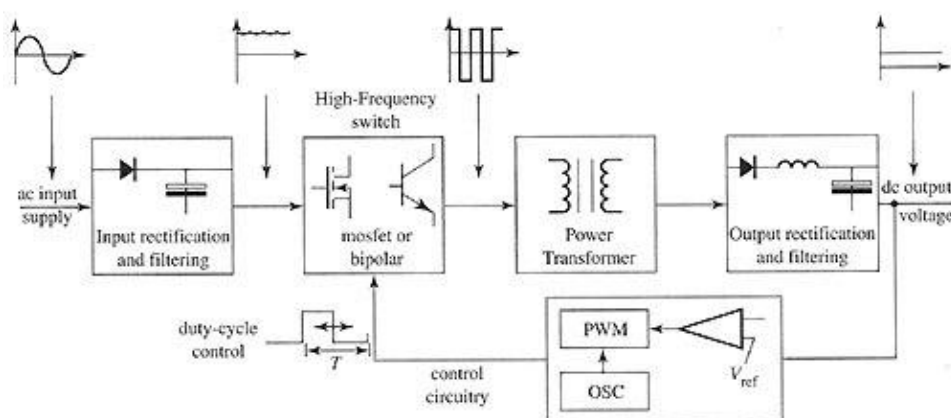 High-Frequency
switch
ac input
supply
Input rectification
and filtering
mosfet or
bipolar
Power
Transformer
Output rectification
and filtering
dc output
voltage
duty-cycle
control
T
control
circuitry
PWM
OSC
Vref